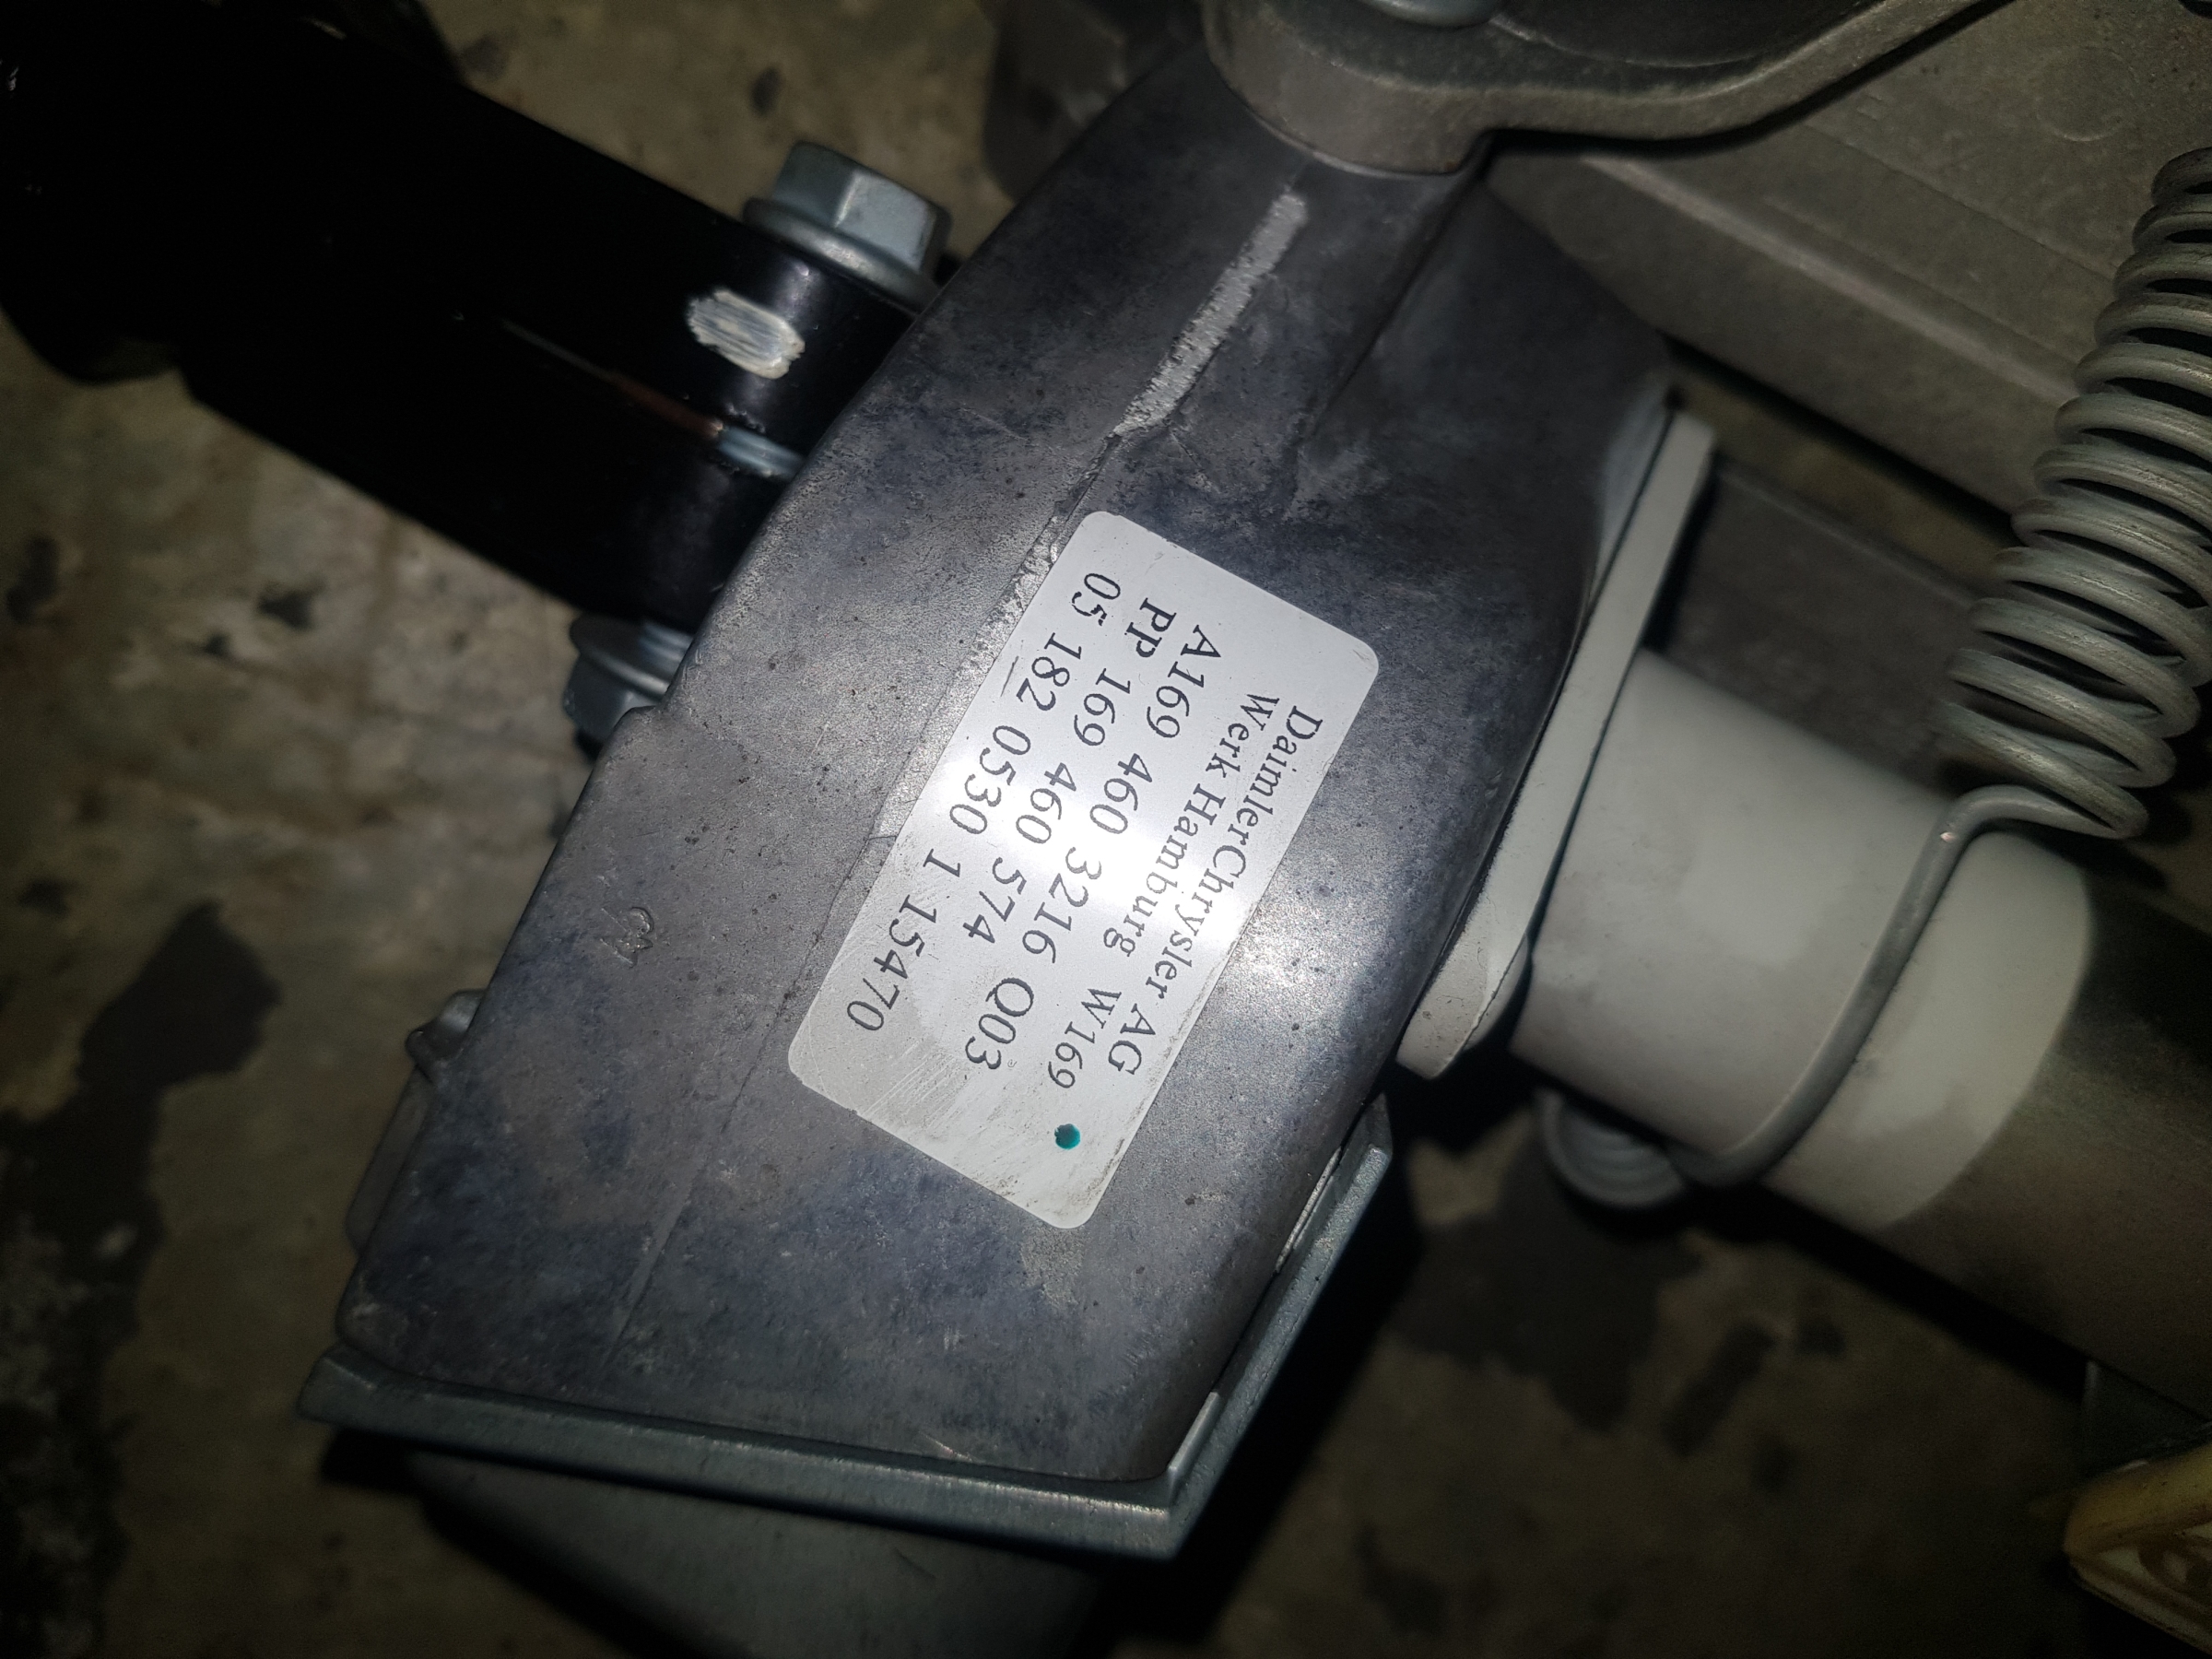 DaimlerChrysler AG
Werk Hamburg W169
A169 460 3216 Q03
PP 169 460 574
05 182 0530 1 15470